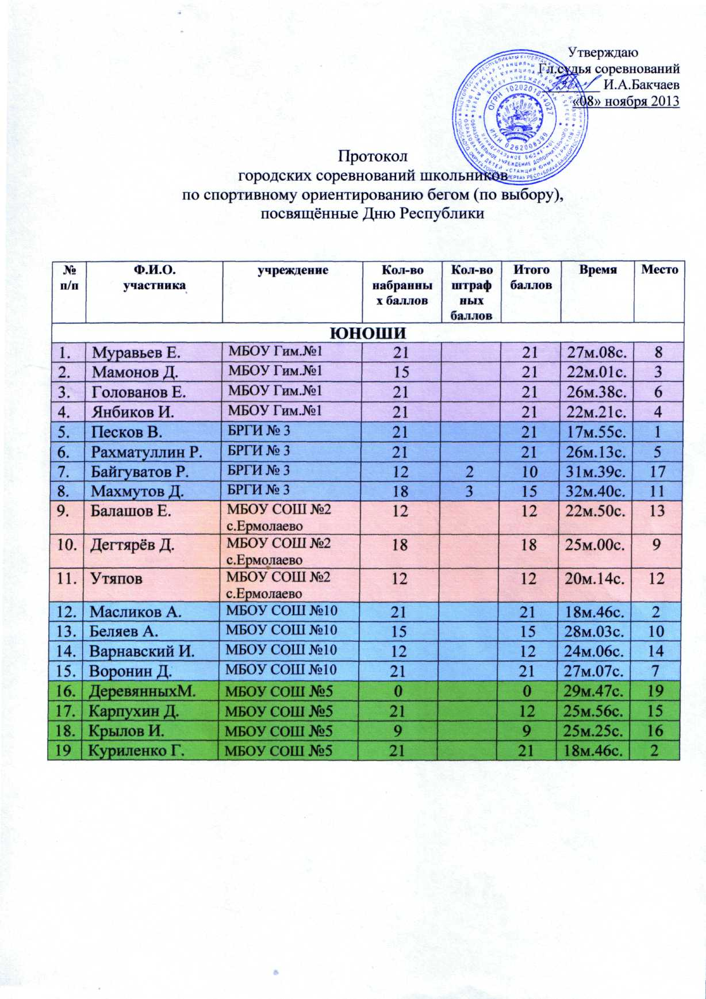 Утверждаю
Гл.судья соревнований
И.А.Бакчаев
«08» ноября 2013
ОГРН 1020201814027
ИНН 0262008399
Протокол
городских соревнований школьников
по спортивному ориентированию бегом (по выбору),
посвящённые Дню Республики
№ п/п Ф.И.О. участника учреждение Кол-во набранных баллов Кол-во штрафных баллов Итого баллов Время Место
ЮНОШИ
1. Муравьев Е. МБОУ Гим.№1 21 21 27м.08с. 8
2. Мамонов Д. МБОУ Гим.№1 15 21 22м.01с. 3
3. Голованов Е. МБОУ Гим.№1 21 21 26м.38с. 6
4. Янбиков И. МБОУ Гим.№1 21 21 22м.21с. 4
5. Песков В. БРГИ № 3 21 21 17м.55с. 1
6. Рахматуллин Р. БРГИ № 3 21 21 26м.13с. 5
7. Байгуватов Р. БРГИ № 3 12 2 10 31м.39с. 17
8. Махмутов Д. БРГИ № 3 18 3 15 32м.40с. 11
9. Балашов Е. МБОУ СОШ №2 с.Ермолаево 12 12 22м.50с. 13
10. Дегтярёв Д. МБОУ СОШ №2 с.Ермолаево 18 18 25м.00с. 9
11. Утяпов МБОУ СОШ №2 с.Ермолаево 12 12 20м.14с. 12
12. Масликов А. МБОУ СОШ №10 21 21 18м.46с. 2
13. Беляев А. МБОУ СОШ №10 15 15 28м.03с. 10
14. Варнавский И. МБОУ СОШ №10 12 12 24м.06с. 14
15. Воронин Д. МБОУ СОШ №10 21 21 27м.07с. 7
16. ДеревянныхМ. МБОУ СОШ №5 0 0 29м.47с. 19
17. Карпухин Д. МБОУ СОШ №5 21 12 25м.56с. 15
18. Крылов И. МБОУ СОШ №5 9 9 25м.25с. 16
19 Куриленко Г. МБОУ СОШ №5 21 21 18м.46с. 2